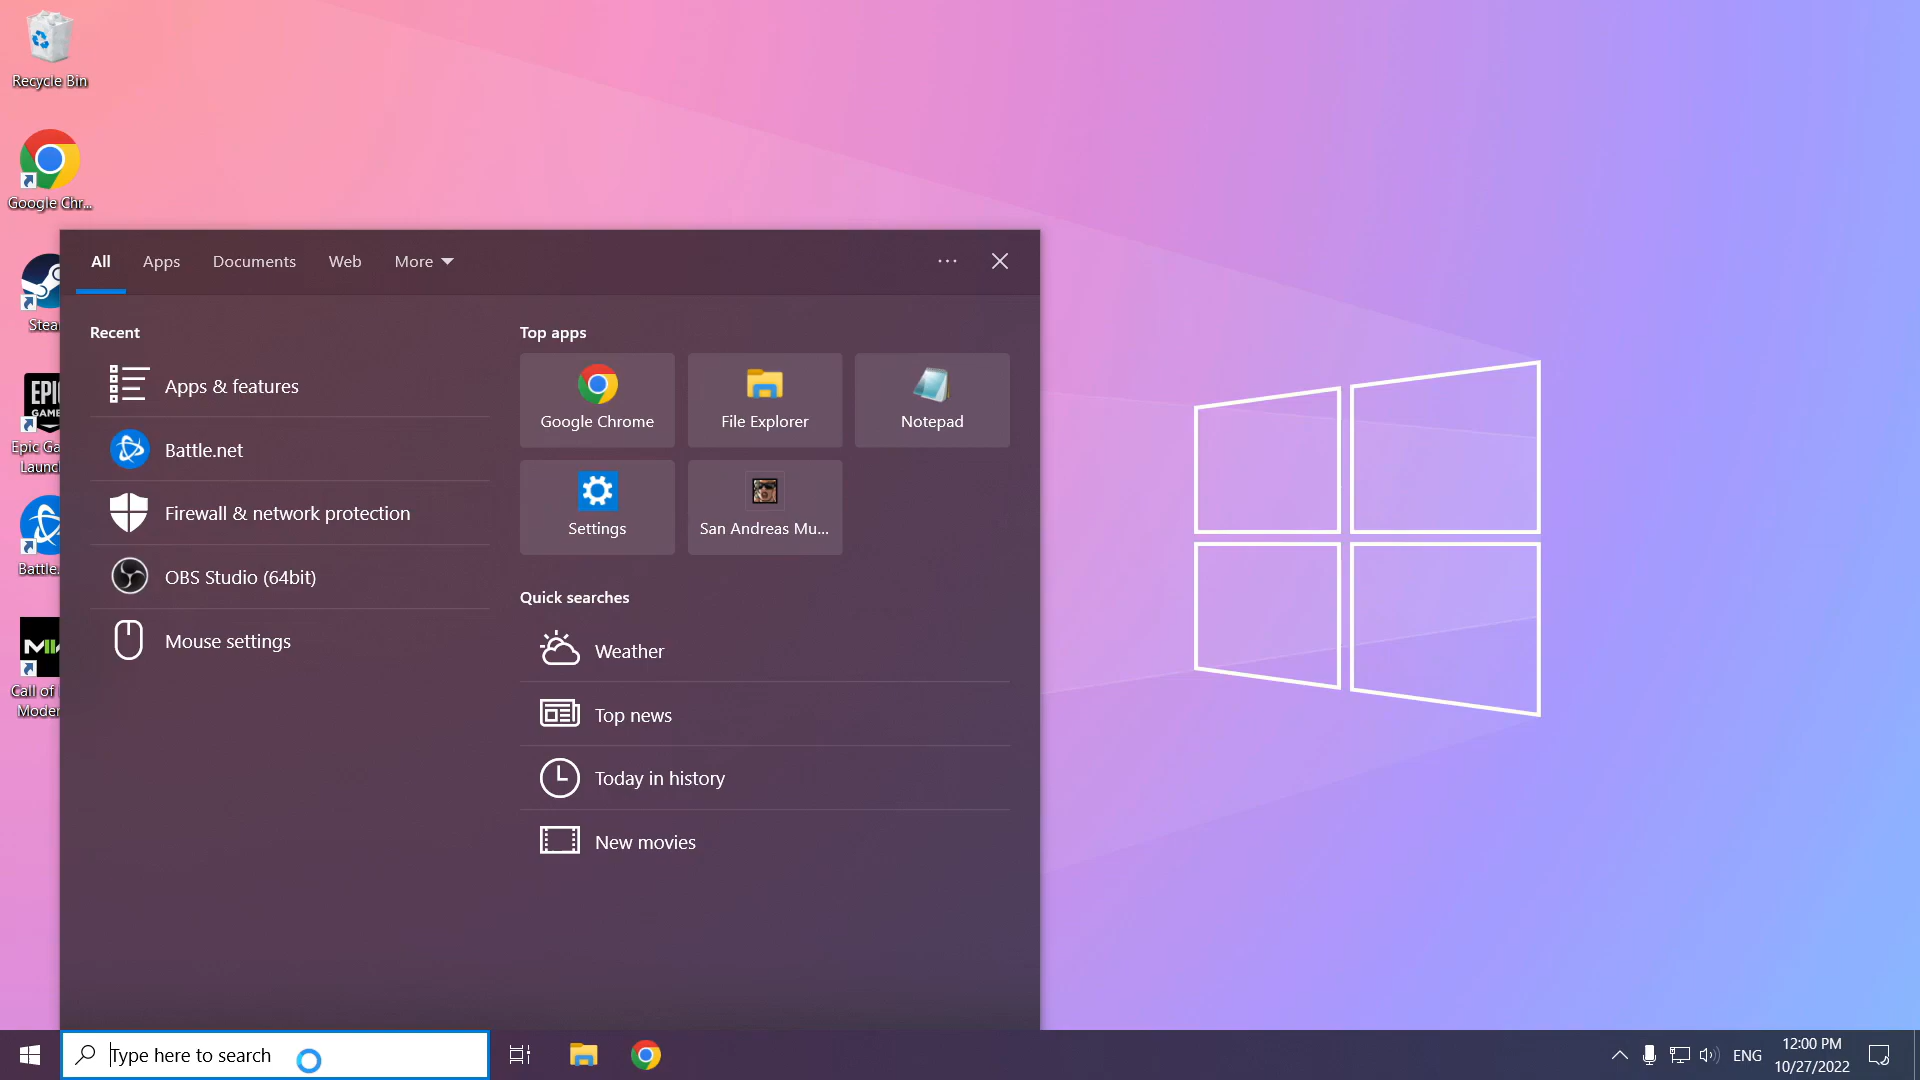 Recycle Bin
Google Chr...
Stea
EPIC
GAME
Epic Ga
Launc
Battle.
MII
Call of
Moder
All
Apps
Documents
Web
More
Recent
Apps & features
Battle.net
Firewall & network protection
OBS Studio (64bit)
Mouse settings
Top apps
Google Chrome
File Explorer
Notepad
Settings
San Andreas Mu...
Quick searches
Weather
Top news
Today in history
New movies
Type here to search
ENG
12:00 PM
10/27/2022